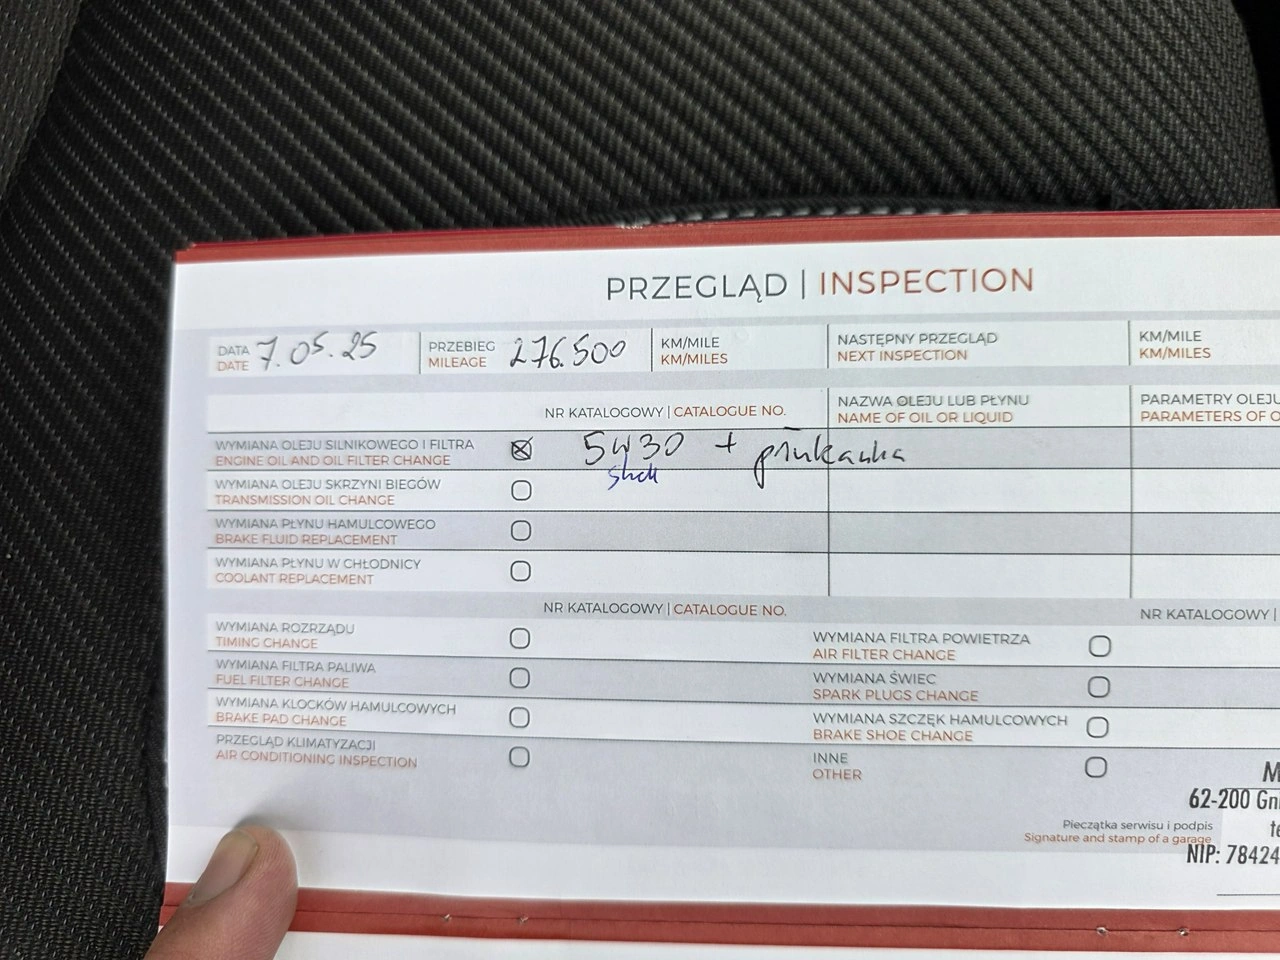 PRZEGLĄD | INSPECTION
DATA 7.05.25 PRZEBIEG 276.500 KM/MILE NASTĘPNY PRZEGLĄD KM/MILE
DATE MILEAGE KM/MILES NEXT INSPECTION KM/MILES
NR KATALOGOWY | CATALOGUE NO. NAZWA OLEJU LUB PŁYNU PARAMETRY OLEJU
NAME OF OIL OR LIQUID PARAMETERS OF O
WYMIANA OLEJU SILNIKOWEGO I FILTRA 5W30 + płukanka
ENGINE OIL AND OIL FILTER CHANGE
WYMIANA OLEJU SKRZYNI BIEGÓW
TRANSMISSION OIL CHANGE
WYMIANA PŁYNU HAMULCOWEGO
BRAKE FLUID REPLACEMENT
WYMIANA PŁYNU W CHŁODNICY
COOLANT REPLACEMENT
NR KATALOGOWY | CATALOGUE NO. NR KATALOGOWY |
WYMIANA ROZRZĄDU WYMIANA FILTRA POWIETRZA
TIMING CHANGE AIR FILTER CHANGE
WYMIANA FILTRA PALIWA WYMIANA ŚWIEC
FUEL FILTER CHANGE SPARK PLUGS CHANGE
WYMIANA KLOCKÓW HAMULCOWYCH WYMIANA SZCZĘK HAMULCOWYCH
BRAKE PAD CHANGE BRAKE SHOE CHANGE
PRZEGLĄD KLIMATYZACJI INNE
AIR CONDITIONING INSPECTION OTHER
M
62-200 Gni
Pieczątka serwisu i podpis te
Signature and stamp of a garage
NIP: 78424